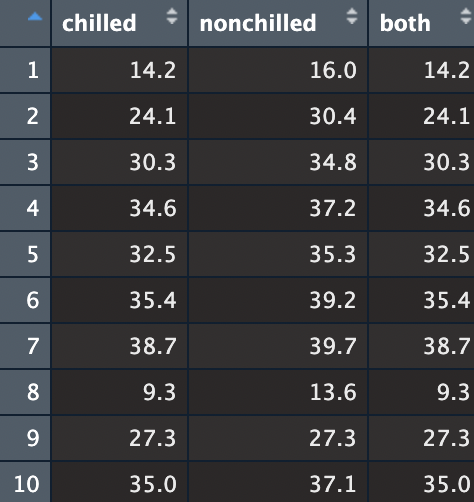 chilled nonchilled both
1 14.2 16.0 14.2
2 24.1 30.4 24.1
3 30.3 34.8 30.3
4 34.6 37.2 34.6
5 32.5 35.3 32.5
6 35.4 39.2 35.4
7 38.7 39.7 38.7
8 9.3 13.6 9.3
9 27.3 27.3 27.3
10 35.0 37.1 35.0